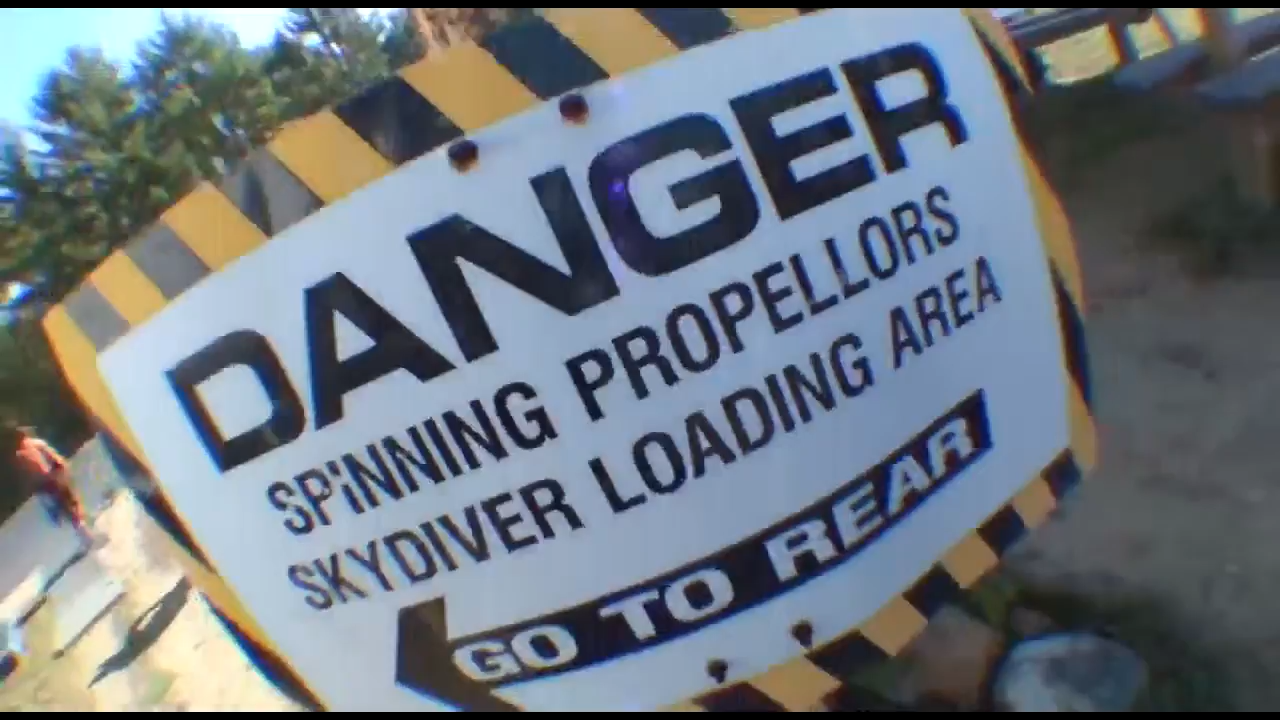 DANGER
SPiNNING PROPELLORS
SKYDIVER LOADING AREA
GO TO REAR